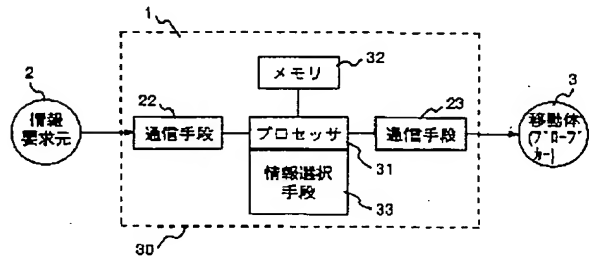 1
2
情報
要求元
22
通信手段
メモリ
32
プロセッサ
31
情報選択
手段
33
23
通信手段
3
移動体
(プローブ
カー)
30